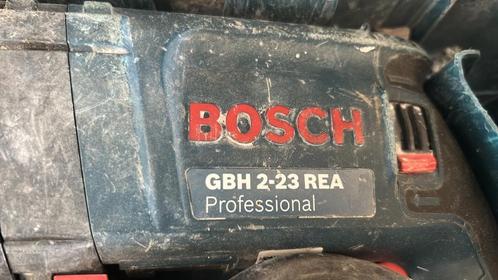 BOSCH
GBH 2-23 REA
Professional